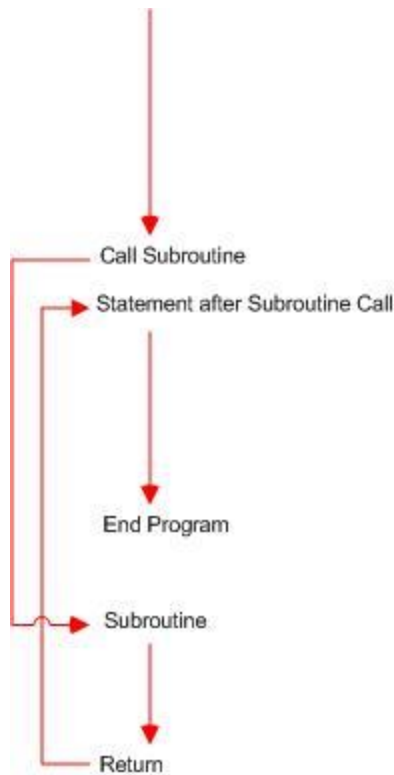 Call Subroutine
Statement after Subroutine Call
End Program
Subroutine
Return